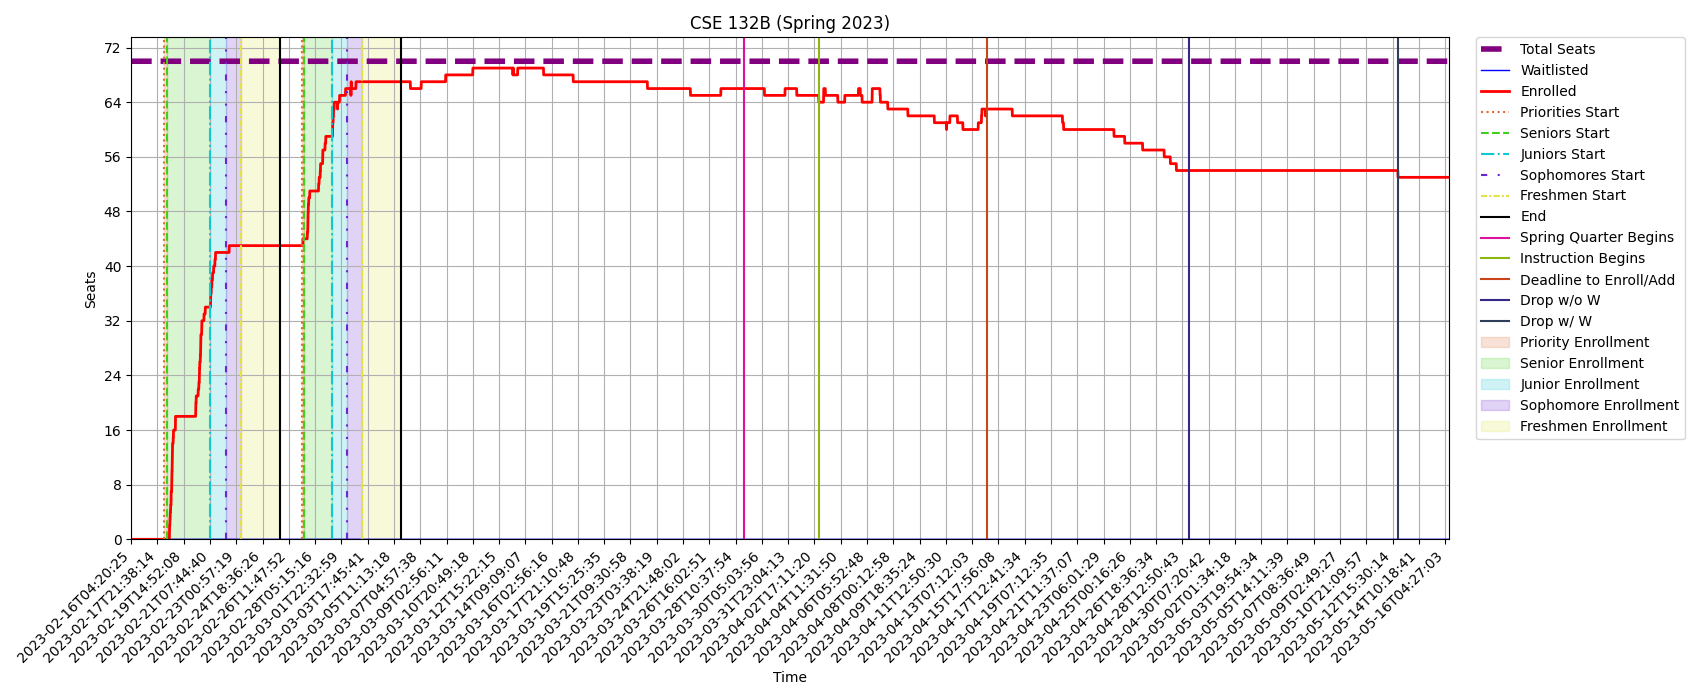 CSE 132B (Spring 2023)
Seats
72
64
56
48
40
32
24
16
8
0
2023-02-16T04:20:25
2023-02-17T21:38:14
2023-02-19T14:52:08
2023-02-21T07:44:40
2023-02-23T00:57:19
2023-02-24T18:36:26
2023-02-26T11:47:52
2023-02-28T05:15:16
2023-03-01T22:32:59
2023-03-03T17:45:41
2023-03-05T11:13:18
2023-03-07T04:57:38
2023-03-09T02:56:11
2023-03-10T20:49:18
2023-03-12T15:22:15
2023-03-14T09:09:07
2023-03-16T02:56:16
2023-03-17T21:10:48
2023-03-19T15:25:35
2023-03-21T09:30:58
2023-03-23T03:38:19
2023-03-24T21:48:02
2023-03-26T16:02:51
2023-03-28T10:37:54
2023-03-30T05:03:56
2023-03-31T23:04:13
2023-04-02T17:11:20
2023-04-04T11:31:50
2023-04-06T05:52:48
2023-04-08T00:12:58
2023-04-09T18:35:24
2023-04-11T12:50:30
2023-04-13T07:12:03
2023-04-15T17:56:08
2023-04-17T12:41:34
2023-04-19T07:12:35
2023-04-21T11:37:07
2023-04-23T06:01:29
2023-04-25T00:16:26
2023-04-26T18:36:34
2023-04-28T12:50:43
2023-04-30T07:20:42
2023-05-02T01:34:18
2023-05-03T19:54:34
2023-05-05T14:11:39
2023-05-07T08:36:49
2023-05-09T02:49:27
2023-05-10T21:09:57
2023-05-12T15:30:14
2023-05-14T10:18:41
2023-05-16T04:27:03
Time
Total Seats
Waitlisted
Enrolled
Priorities Start
Seniors Start
Juniors Start
Sophomores Start
Freshmen Start
End
Spring Quarter Begins
Instruction Begins
Deadline to Enroll/Add
Drop w/o W
Drop w/ W
Priority Enrollment
Senior Enrollment
Junior Enrollment
Sophomore Enrollment
Freshmen Enrollment